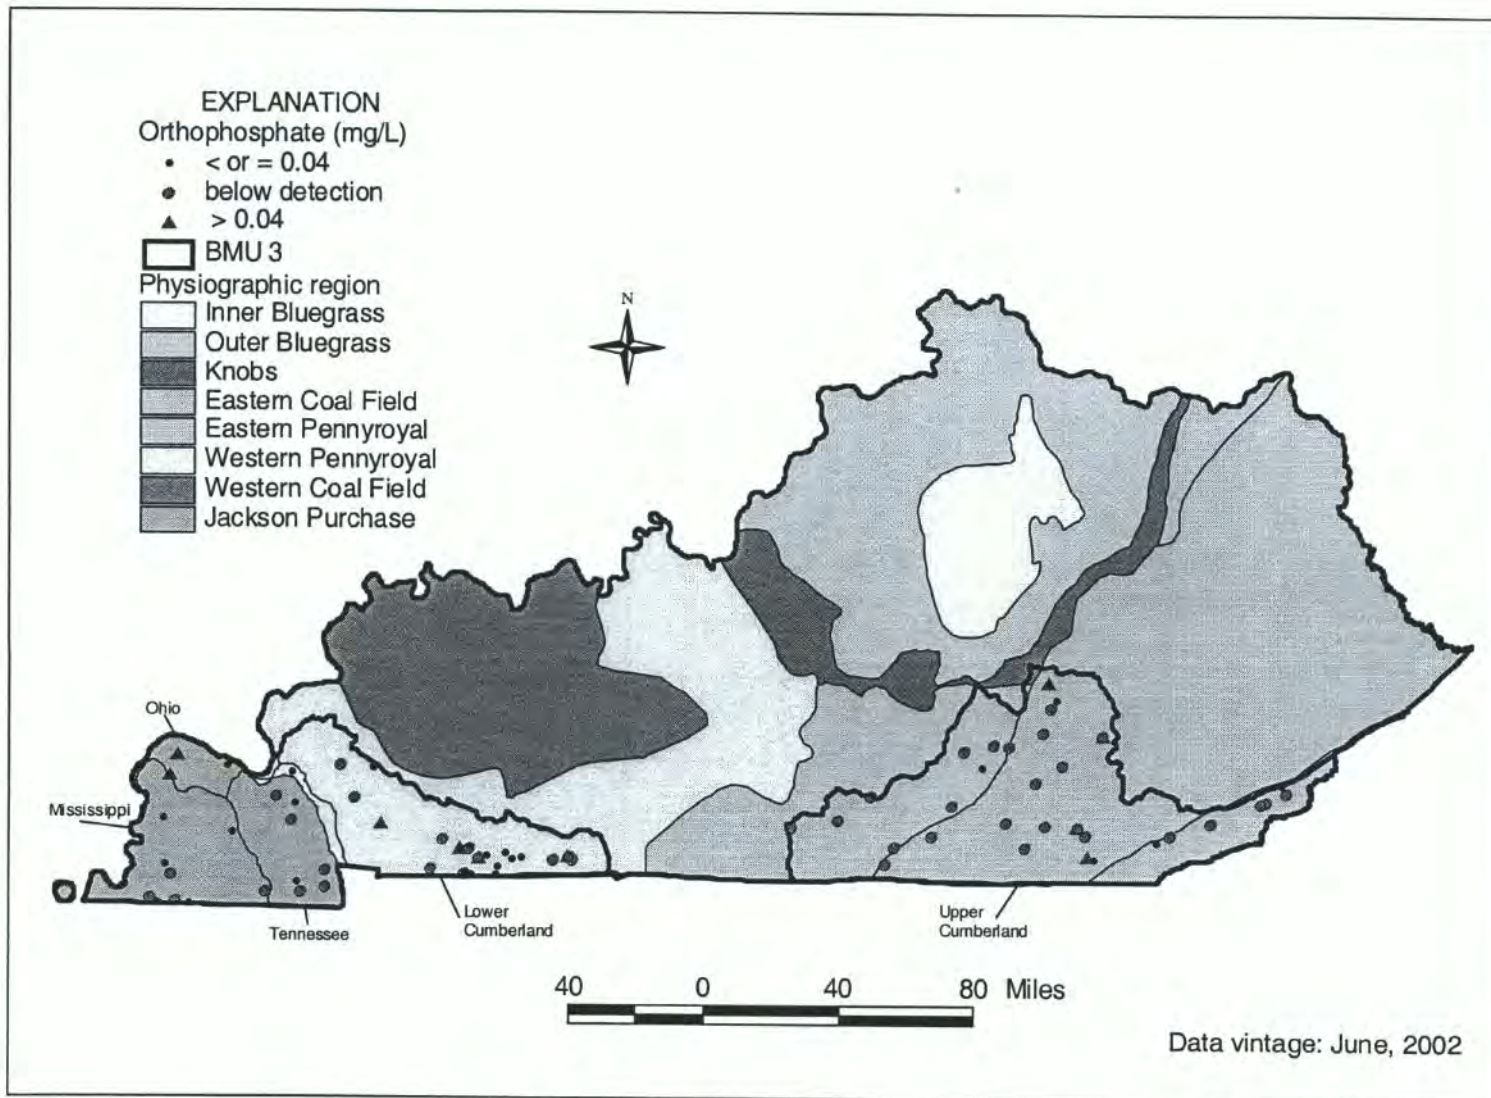 EXPLANATION
Orthophosphate (mg/L)
< or = 0.04
below detection
> 0.04
BMU 3
Physiographic region
Inner Bluegrass
Outer Bluegrass
Knobs
Eastern Coal Field
Eastern Pennyroyal
Western Pennyroyal
Western Coal Field
Jackson Purchase
N
Ohio
Mississippi
Tennessee
Lower
Cumberland
Upper
Cumberland
40 0 40 80 Miles
Data vintage: June, 2002